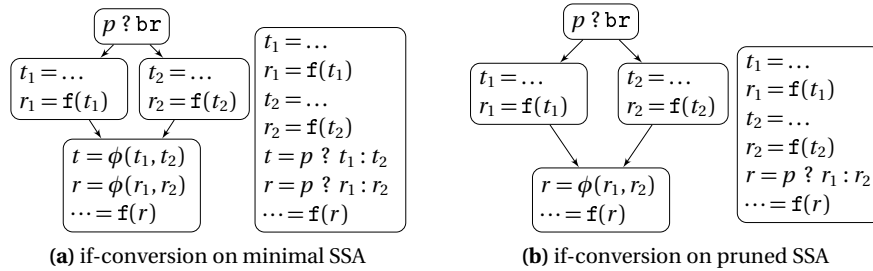 p ? br
t₁ = …
r₁ = f(t₁)
t₂ = …
r₂ = f(t₂)
t = ϕ(t₁, t₂)
r = ϕ(r₁, r₂)
⋯ = f(r)
t₁ = …
r₁ = f(t₁)
t₂ = …
r₂ = f(t₂)
t = p ? t₁ : t₂
r = p ? r₁ : r₂
⋯ = f(r)
(a) if-conversion on minimal SSA
p ? br
t₁ = …
r₁ = f(t₁)
t₂ = …
r₂ = f(t₂)
r = ϕ(r₁, r₂)
⋯ = f(r)
t₁ = …
r₁ = f(t₁)
t₂ = …
r₂ = f(t₂)
r = p ? r₁ : r₂
⋯ = f(r)
(b) if-conversion on pruned SSA